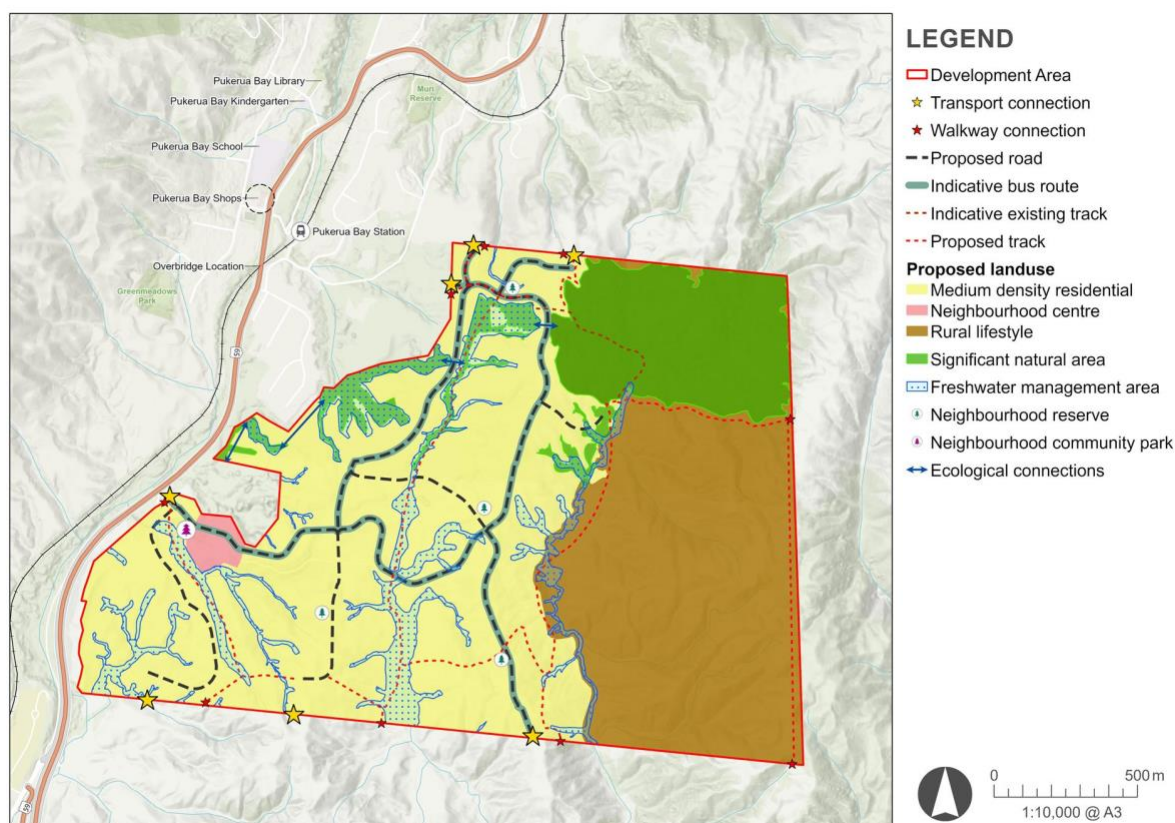 Pukerua Bay Library
Pukerua Bay Kindergarten
Muri
Reserve
Pukerua Bay School
Pukerua Bay Shops
Pukerua Bay Station
Overbridge Location
Greenmeadows
Park
59
59
LEGEND
Development Area
Transport connection
Walkway connection
Proposed road
Indicative bus route
Indicative existing track
Proposed track
Proposed landuse
Medium density residential
Neighbourhood centre
Rural lifestyle
Significant natural area
Freshwater management area
Neighbourhood reserve
Neighbourhood community park
Ecological connections
0 500 m
1:10,000 @ A3